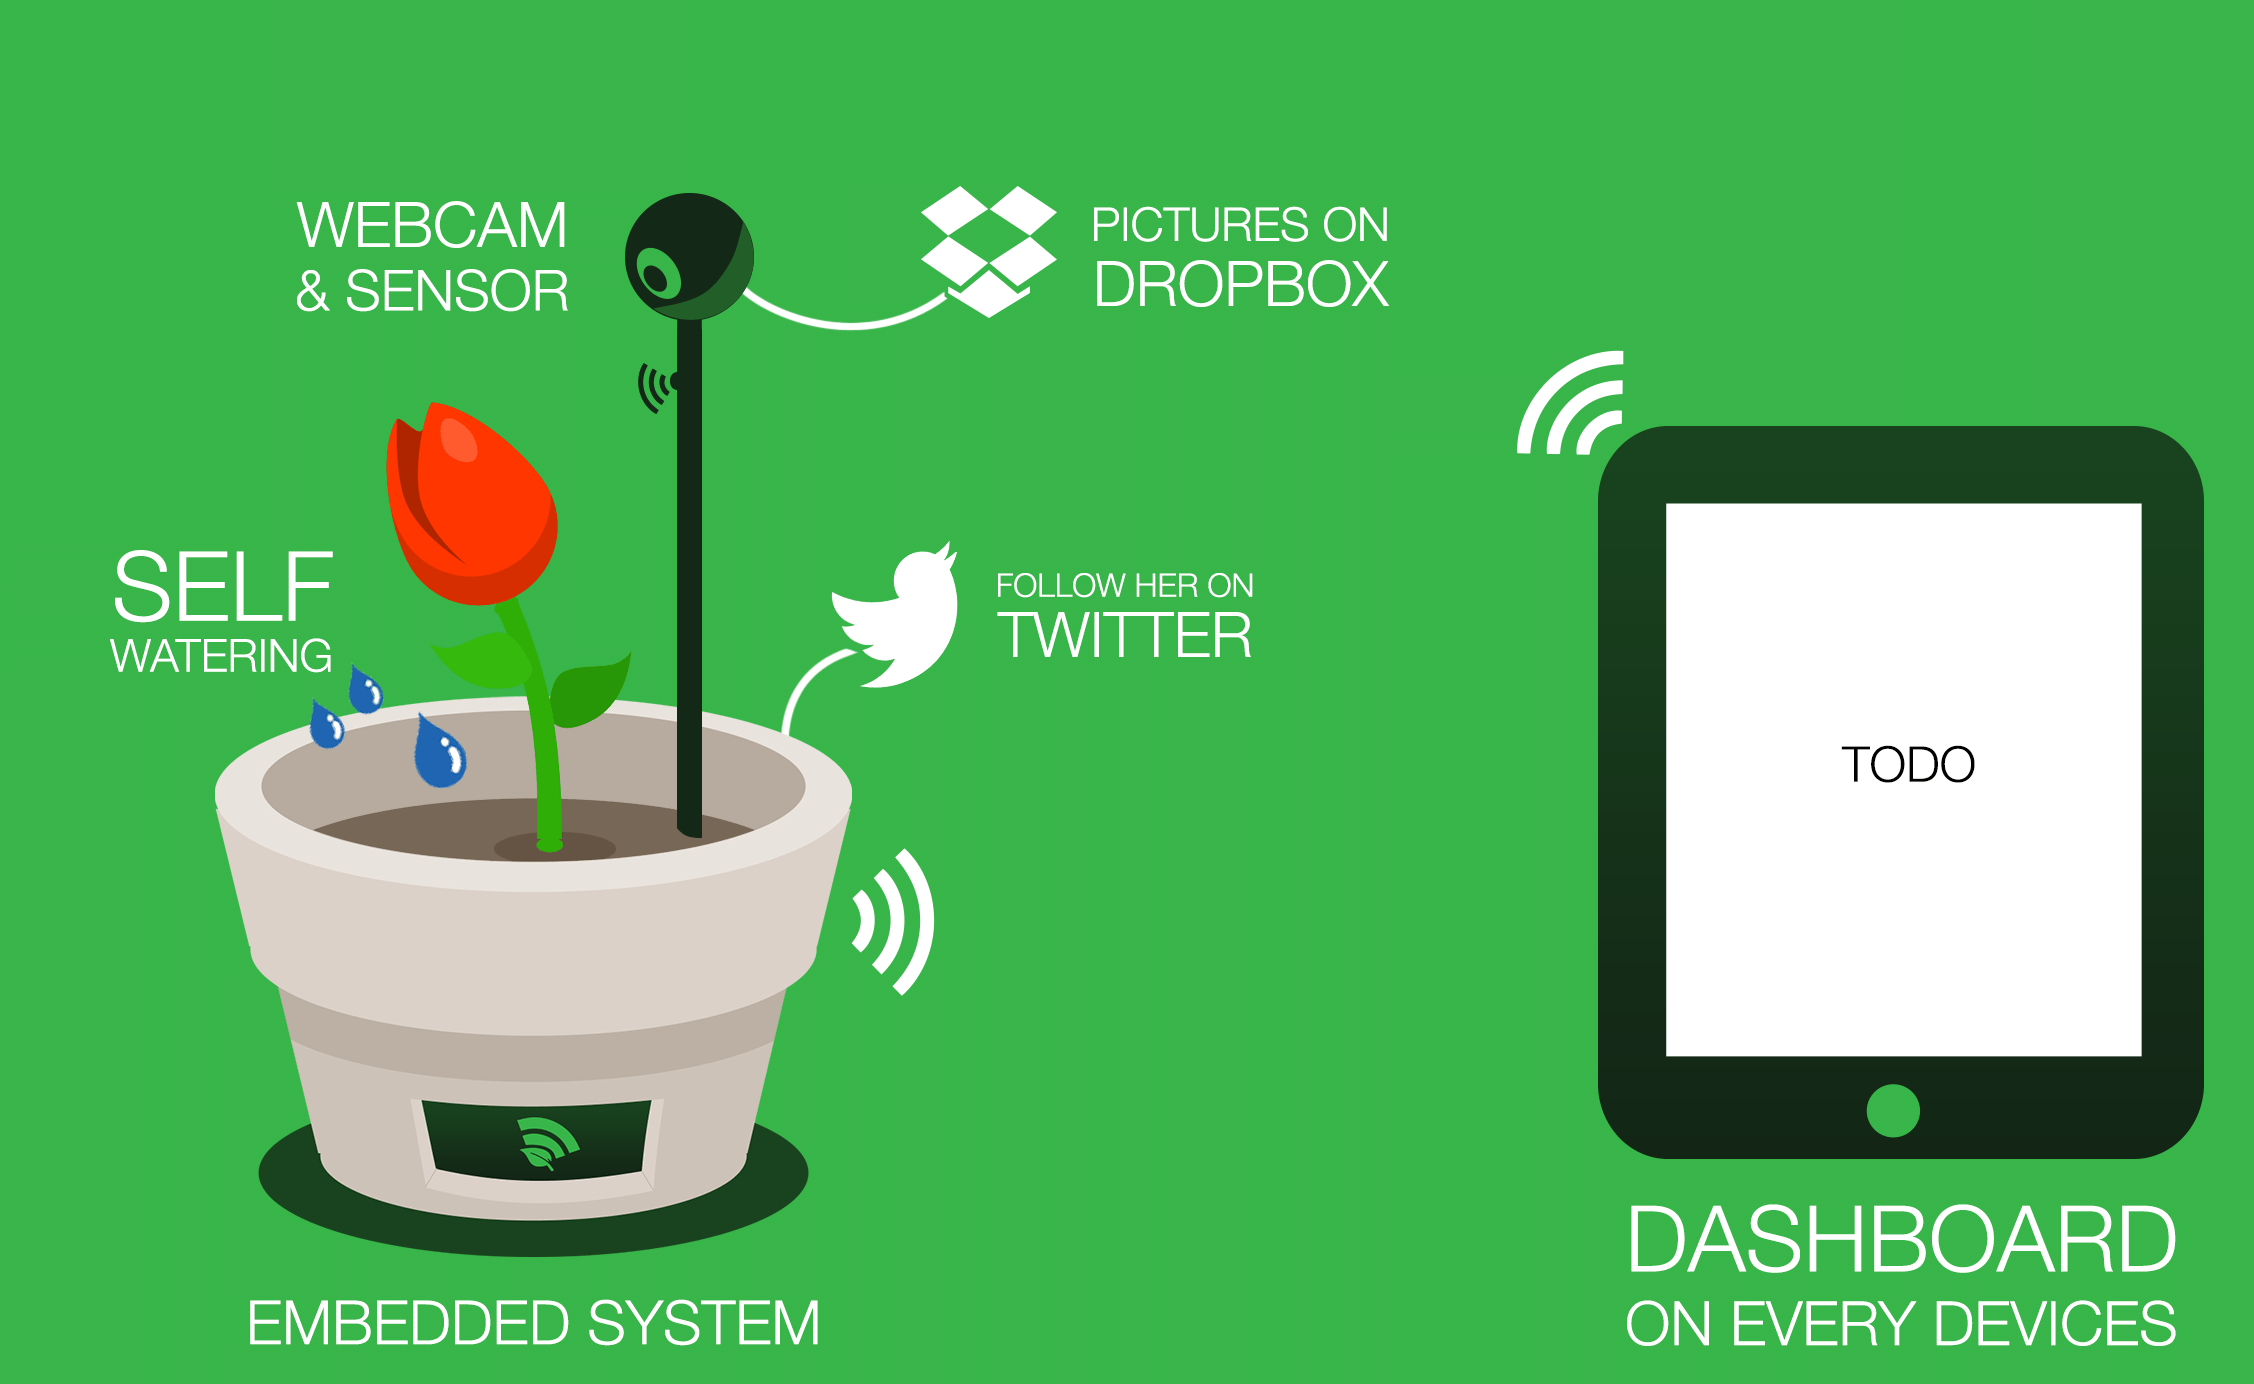 WEBCAM
& SENSOR
PICTURES ON
DROPBOX
SELF
WATERING
FOLLOW HER ON
TWITTER
TODO
EMBEDDED SYSTEM
DASHBOARD
ON EVERY DEVICES